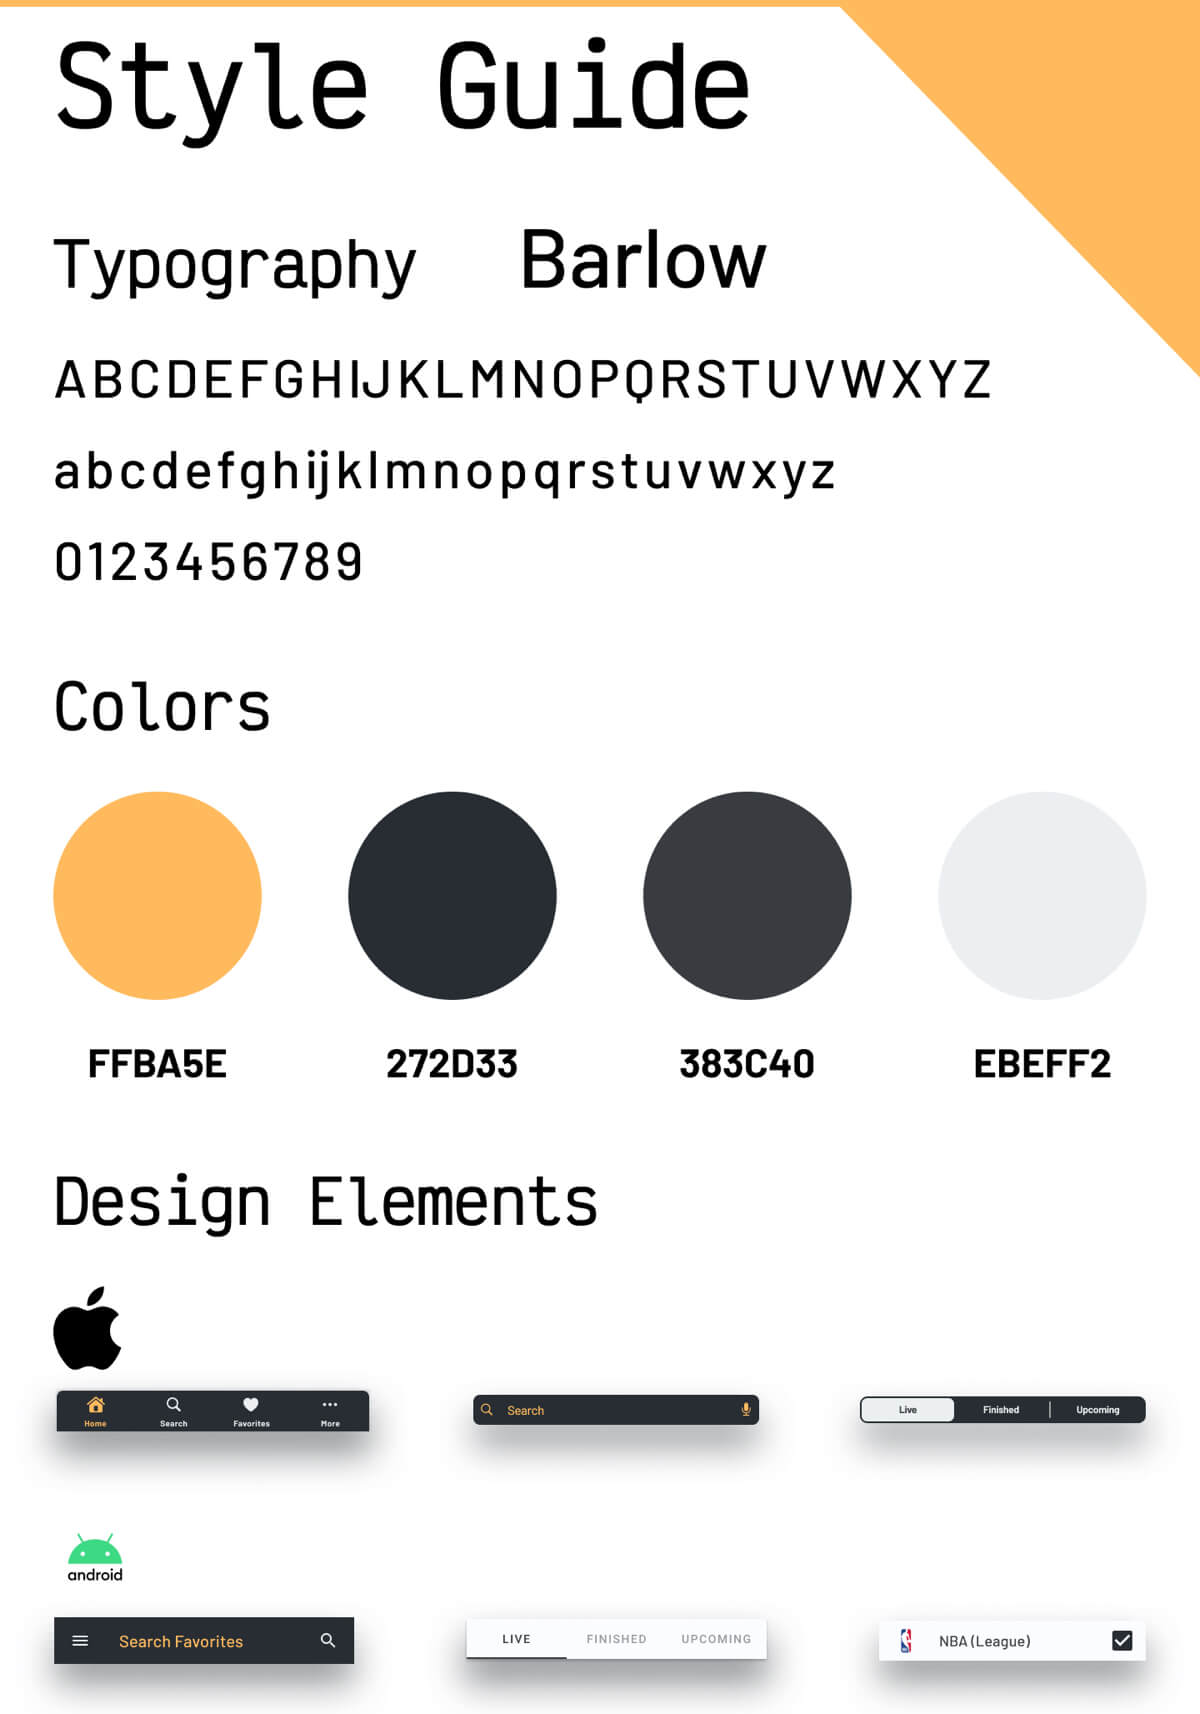 Style Guide
Typography Barlow
ABCDEFGHIJKLMNOPQRSTUVWXYZ
abcdefghijklmnopqrstuvwxyz
0123456789
Colors
FFBA5E 272D33 383C40 EBEFF2
Design Elements
Home Search Favorites More
Search
Live Finished Upcoming
android
Search Favorites
LIVE FINISHED UPCOMING
NBA (League)